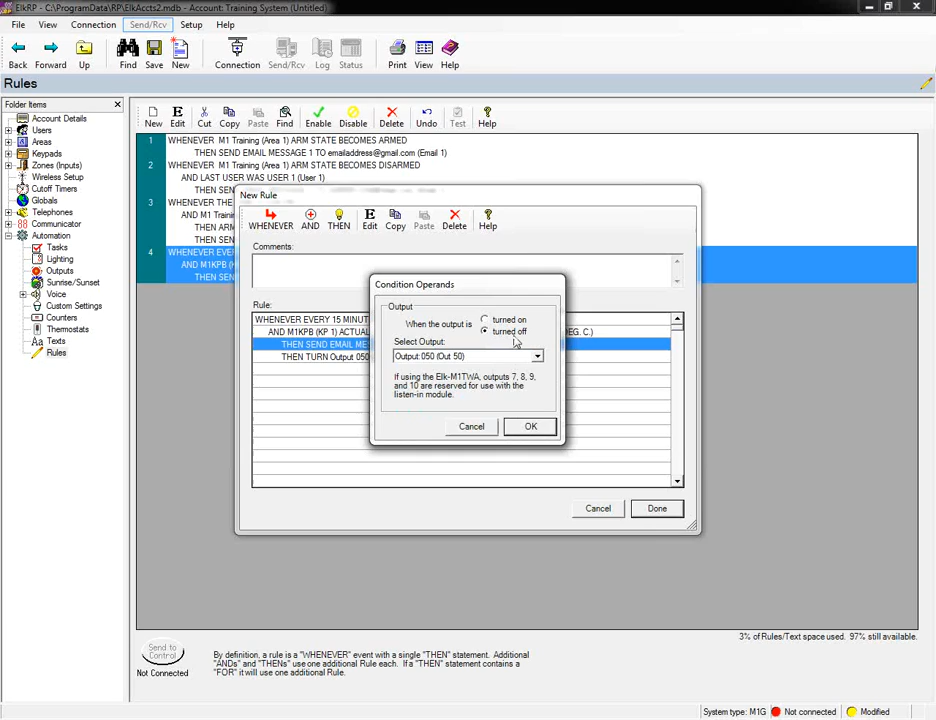 ElkRP - C:\ProgramData\RP\ElkAccts2.mdb - Account: Training System (Untitled)
File View Connection Send/Rcv Setup Help
Back Forward Up Find Save New Connection Send/Rcv Log Status Print View Help
Rules
Folder Items
Account Details
Users
Areas
Keypads
Zones (Inputs)
Wireless Setup
Cutoff Timers
Globals
Telephones
Communicator
Automation
Tasks
Lighting
Outputs
Sunrise/Sunset
Voice
Custom Settings
Counters
Thermostats
Texts
Rules
New Edit Cut Copy Paste Find Enable Disable Delete Undo Test Help
1 WHENEVER M1 Training (Area 1) ARM STATE BECOMES ARMED
THEN SEND EMAIL MESSAGE 1 TO emailaddress@gmail.com (Email 1)
2 WHENEVER M1 Training (Area 1) ARM STATE BECOMES DISARMED
AND LAST USER WAS USER 1 (User 1)
THEN SEN
3 WHENEVER THE
AND M1 Train
THEN ARM
THEN SEN
4 WHENEVER EVER
AND M1KPB (K
THEN SEN
New Rule
WHENEVER AND THEN Edit Copy Paste Delete Help
Comments:
Rule:
WHENEVER EVERY 15 MINUT
AND M1KPB (KP 1) ACTUAL DEG. C.)
THEN SEND EMAIL MES
THEN TURN Output 050
Cancel Done
Condition Operands
Output
When the output is
turned on
turned off
Select Output:
Output:050 (Out 50)
If using the Elk-M1TWA, outputs 7, 8, 9,
and 10 are reserved for use with the
listen-in module.
Cancel OK
3% of Rules/Text space used. 97% still available.
Send to
Control
Not Connected
By definition, a rule is a "WHENEVER" event with a single "THEN" statement. Additional
"ANDs" and "THENs" use one additional Rule each. If a "THEN" statement contains a
"FOR" it will use one additional Rule.
System type: M1G Not connected Modified